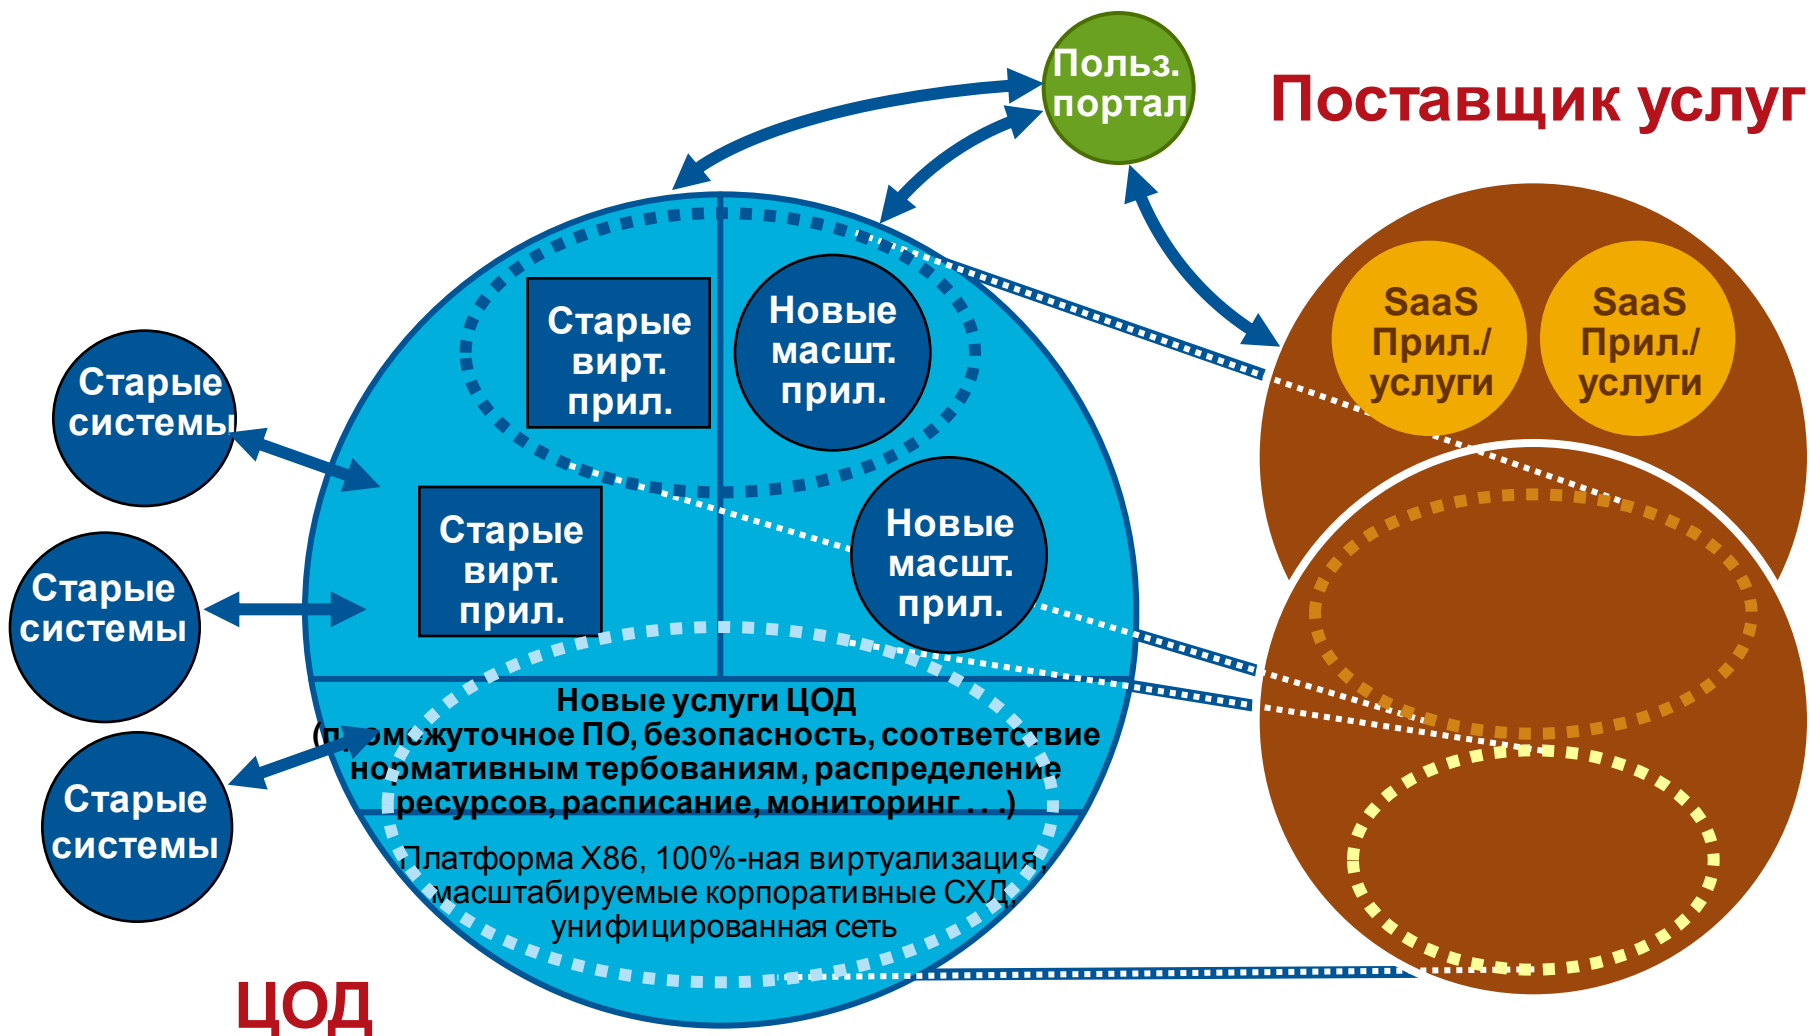 Польз.
портал
Поставщик услуг
SaaS
Прил./
услуги
SaaS
Прил./
услуги
Старые
вирт.
прил.
Новые
масшт.
прил.
Старые
системы
Старые
вирт.
прил.
Новые
масшт.
прил.
Старые
системы
Новые услуги ЦОД
(промежуточное ПО, безопасность, соответствие
нормативным тербованиям, распределение
ресурсов, расписание, мониторинг . . .)
Старые
системы
Платформа X86, 100%-ная виртуализация,
масштабируемые корпоративные СХД,
унифицированная сеть
ЦОД